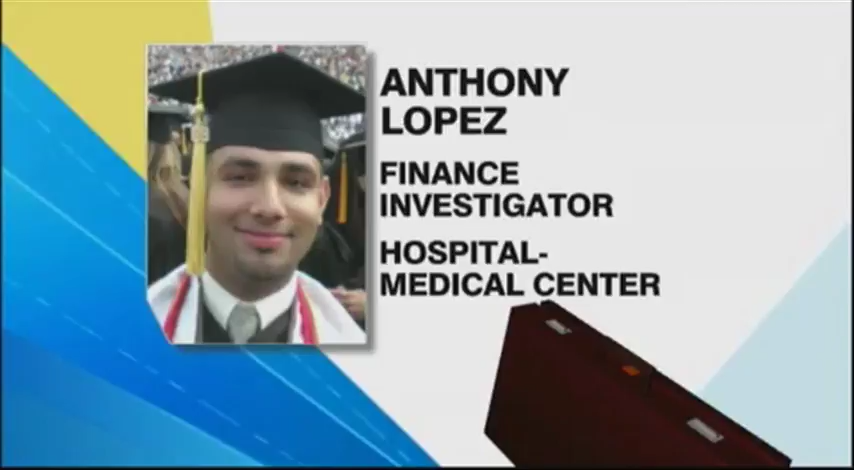 ANTHONY
LOPEZ
FINANCE
INVESTIGATOR
HOSPITAL-
MEDICAL CENTER